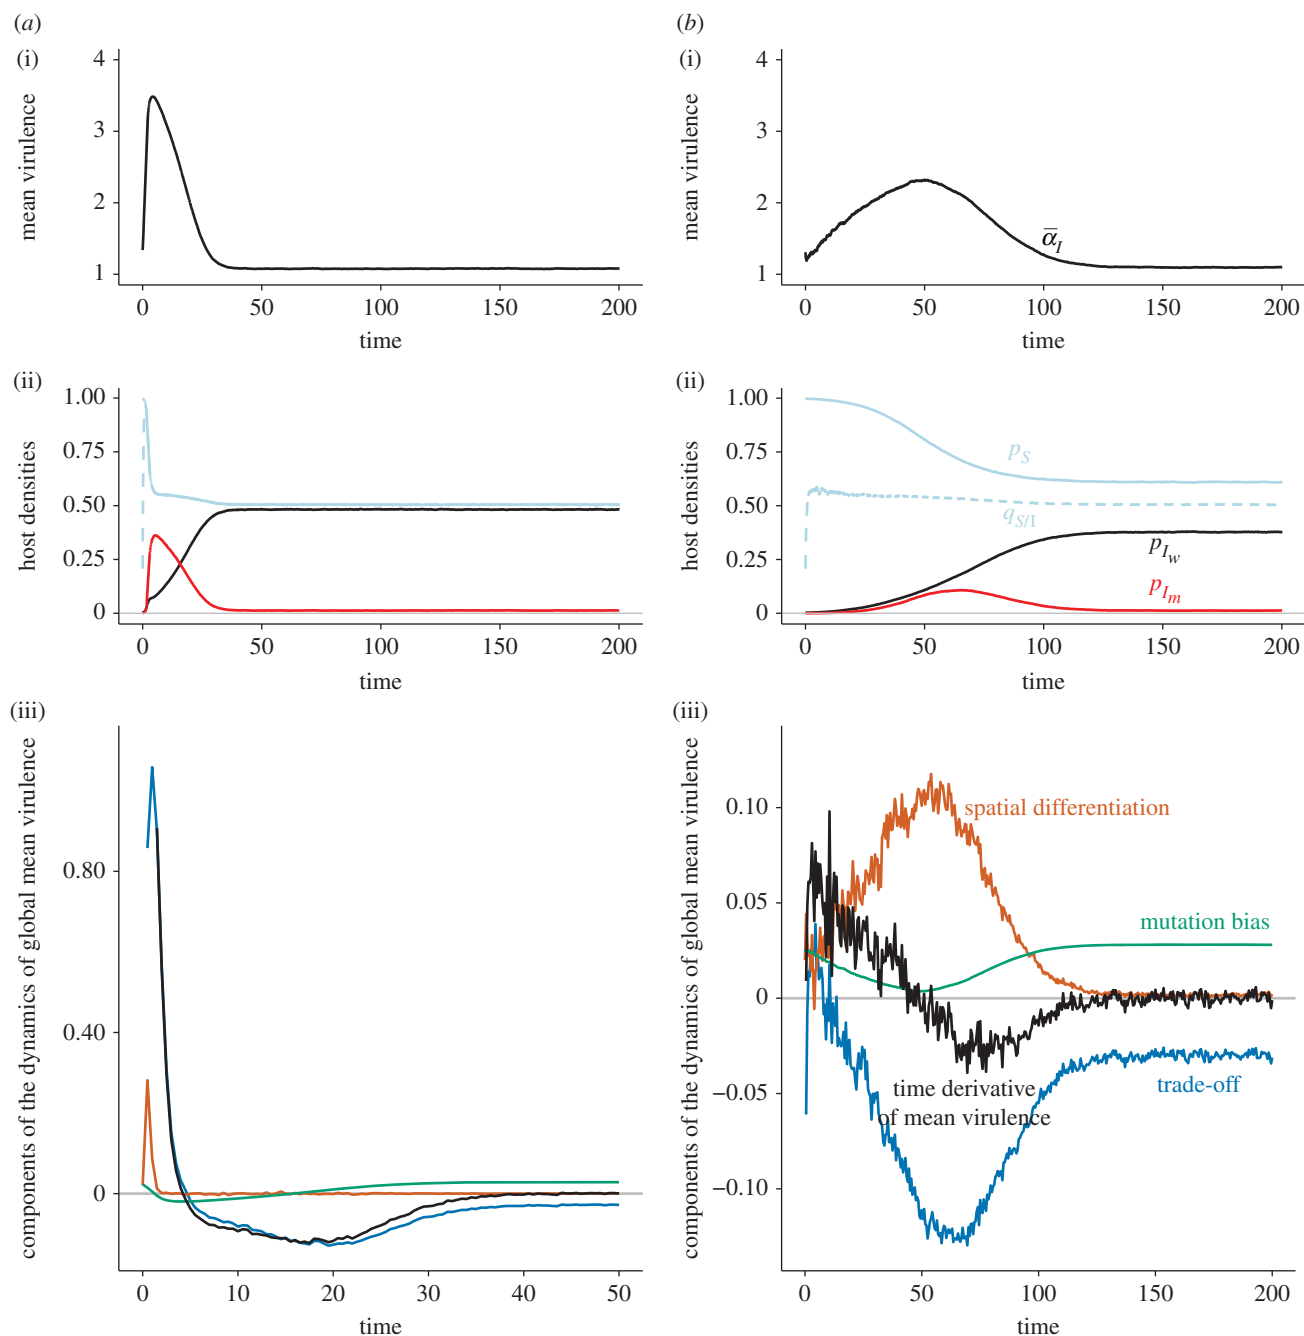 (a)
(i)
mean virulence
4
3
2
1
0 50 100 150 200
time
(ii)
host densities
1.00
0.75
0.50
0.25
0
0 50 100 150 200
time
(iii)
components of the dynamics of global mean virulence
0.80
0.40
0
0 10 20 30 40 50
time
(b)
(i)
mean virulence
4
3
2
1
ᾱ_I
0 50 100 150 200
time
(ii)
host densities
1.00
0.75
0.50
0.25
0
p_S
q_S/I
p_I_w
p_I_m
0 50 100 150 200
time
(iii)
components of the dynamics of global mean virulence
0.10
0.05
0
−0.05
−0.10
spatial differentiation
mutation bias
time derivative
of mean virulence
trade-off
0 50 100 150 200
time